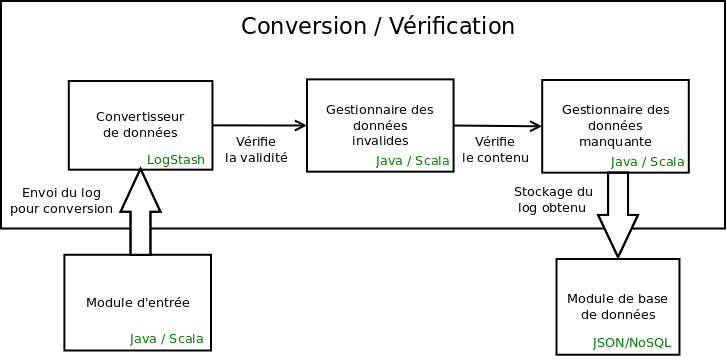 Conversion / Vérification
Convertisseur
de données
LogStash
Vérifie
la validité
Gestionnaire des
données
invalides
Java / Scala
Vérifie
le contenu
Gestionnaire des
données
manquante
Java / Scala
Envoi du log
pour conversion
Stockage du
log obtenu
Module d'entrée
Java / Scala
Module de base
de données
JSON/NoSQL